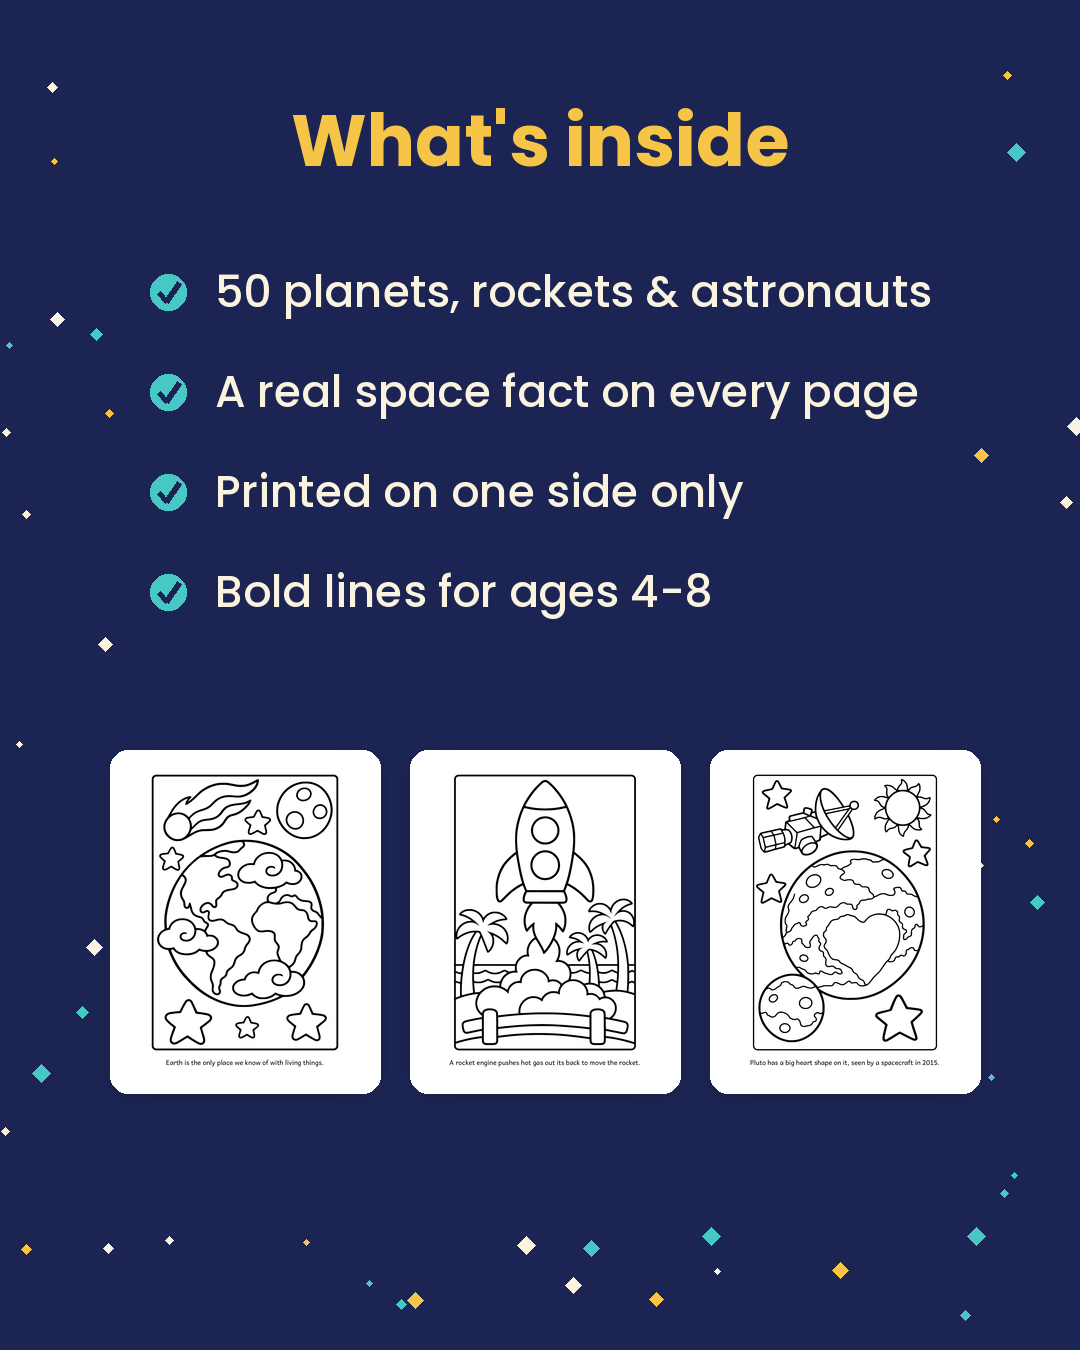 What's inside
50 planets, rockets & astronauts
A real space fact on every page
Printed on one side only
Bold lines for ages 4-8
Earth is the only place we know of with living things.
A rocket engine pushes hot gas out its back to move the rocket.
Pluto has a big heart shape on it, seen by a spacecraft in 2015.